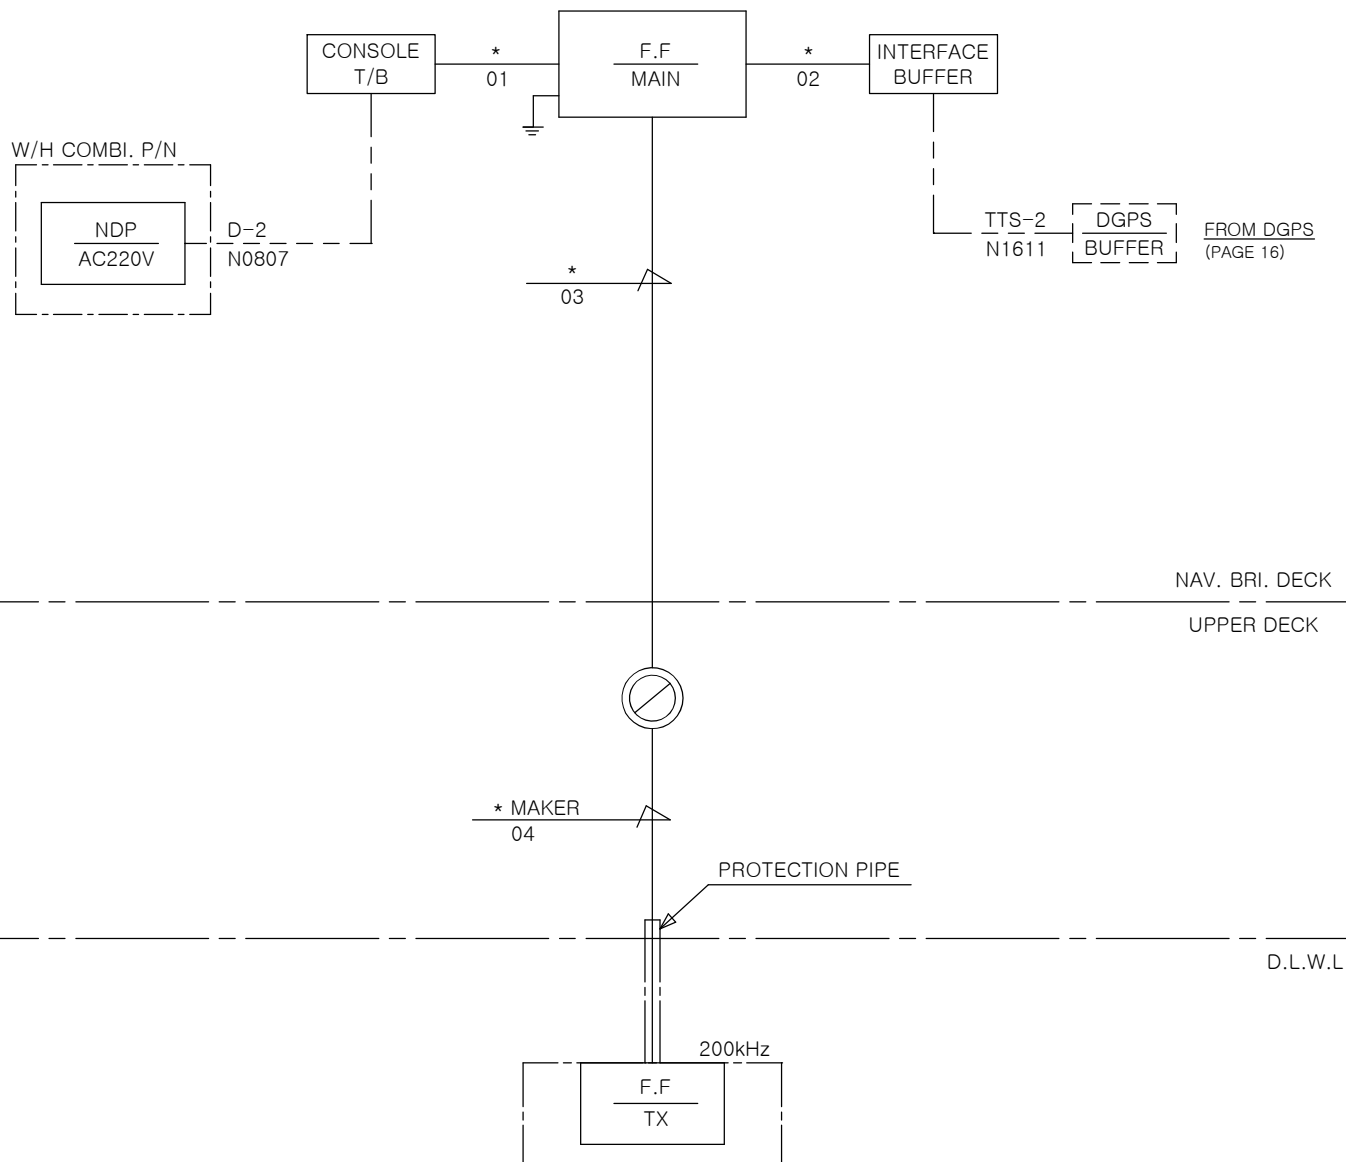 CONSOLE
T/B
*
01
F.F
MAIN
*
02
INTERFACE
BUFFER
W/H COMBI. P/N
NDP
AC220V
D-2
N0807
TTS-2
N1611
DGPS
BUFFER
FROM DGPS
(PAGE 16)
*
03
NAV. BRI. DECK
UPPER DECK
* MAKER
04
PROTECTION PIPE
D.L.W.L
200kHz
F.F
TX